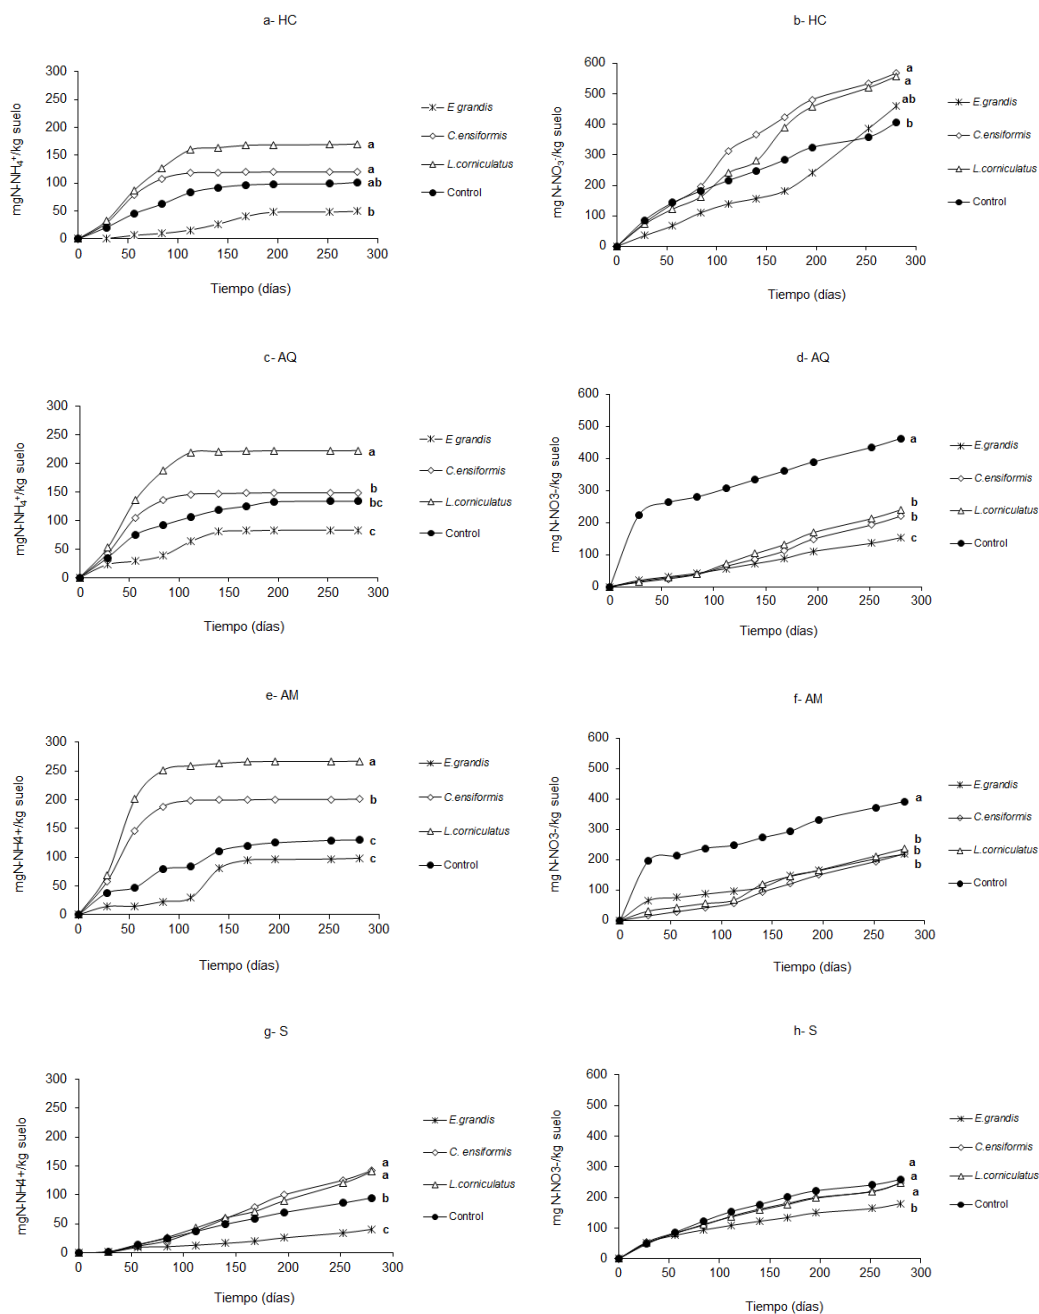 a- HC
mgN-NH₄⁺/kg suelo
300
250
200
150
100
50
0
0 50 100 150 200 250 300
Tiempo (días)
a
a
ab
b
E grandis
C.ensiformis
L.corniculatus
Control
b- HC
mg N-NO₃⁻/kg suelo
600
500
400
300
200
100
0
0 50 100 150 200 250 300
Tiempo (días)
a
a
ab
b
E.grandis
C.ensiformis
L.corniculatus
Control
c- AQ
mgN-NH₄⁺/kg suelo
300
250
200
150
100
50
0
0 50 100 150 200 250 300
Tiempo (días)
a
b
bc
c
E grandis
C.ensiformis
L.corniculatus
Control
d- AQ
mg N-NO3-/kg suelo
600
500
400
300
200
100
0
0 50 100 150 200 250 300
Tiempo (días)
a
b
b
c
E.grandis
C.ensiformis
L.corniculatus
Control
e- AM
mgN-NH4+/kg suelo
300
250
200
150
100
50
0
0 50 100 150 200 250 300
Tiempo (días)
a
b
c
c
E.grandis
C.ensiformis
L.corniculatus
Control
f- AM
mg N-NO3-/kg suelo
600
500
400
300
200
100
0
0 50 100 150 200 250 300
Tiempo (días)
a
b
b
b
E.grandis
C.ensiformis
L.corniculatus
Control
g- S
mgN-NH4+/kg suelo
300
250
200
150
100
50
0
0 50 100 150 200 250 300
Tiempo (días)
a
a
b
c
E.grandis
C. ensiformis
L.corniculatus
Control
h- S
mg N-NO3-/kg suelo
600
500
400
300
200
100
0
0 50 100 150 200 250 300
Tiempo (días)
a
a
a
b
E.grandis
C.ensiformis
L.corniculatus
Control